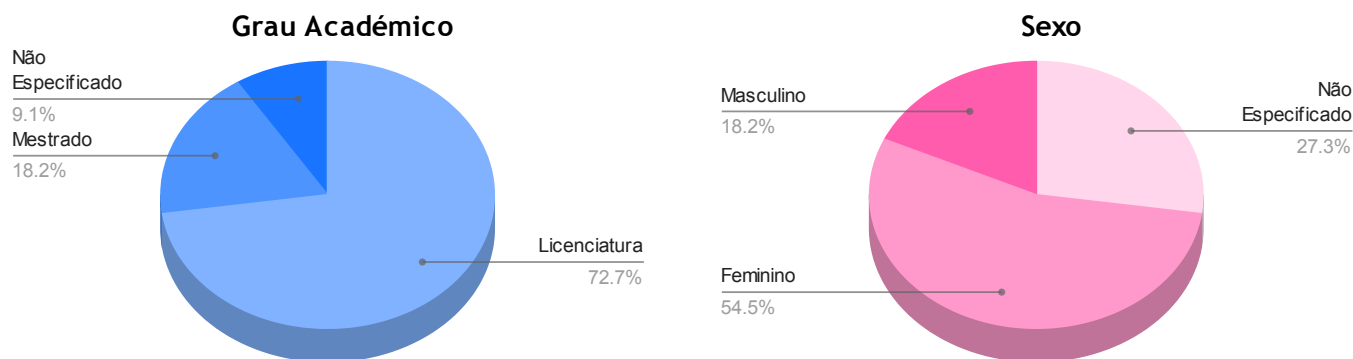 Grau Académico
Não
Especificado
9.1%
Mestrado
18.2%
Licenciatura
72.7%
Sexo
Masculino
18.2%
Não
Especificado
27.3%
Feminino
54.5%